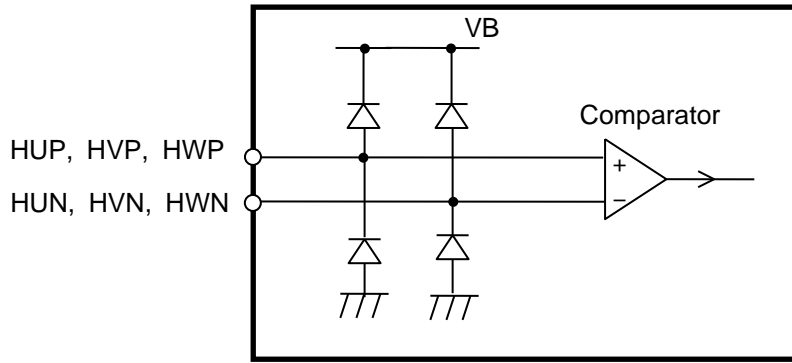 VB
Comparator
HUP, HVP, HWP
HUN, HVN, HWN
+
−